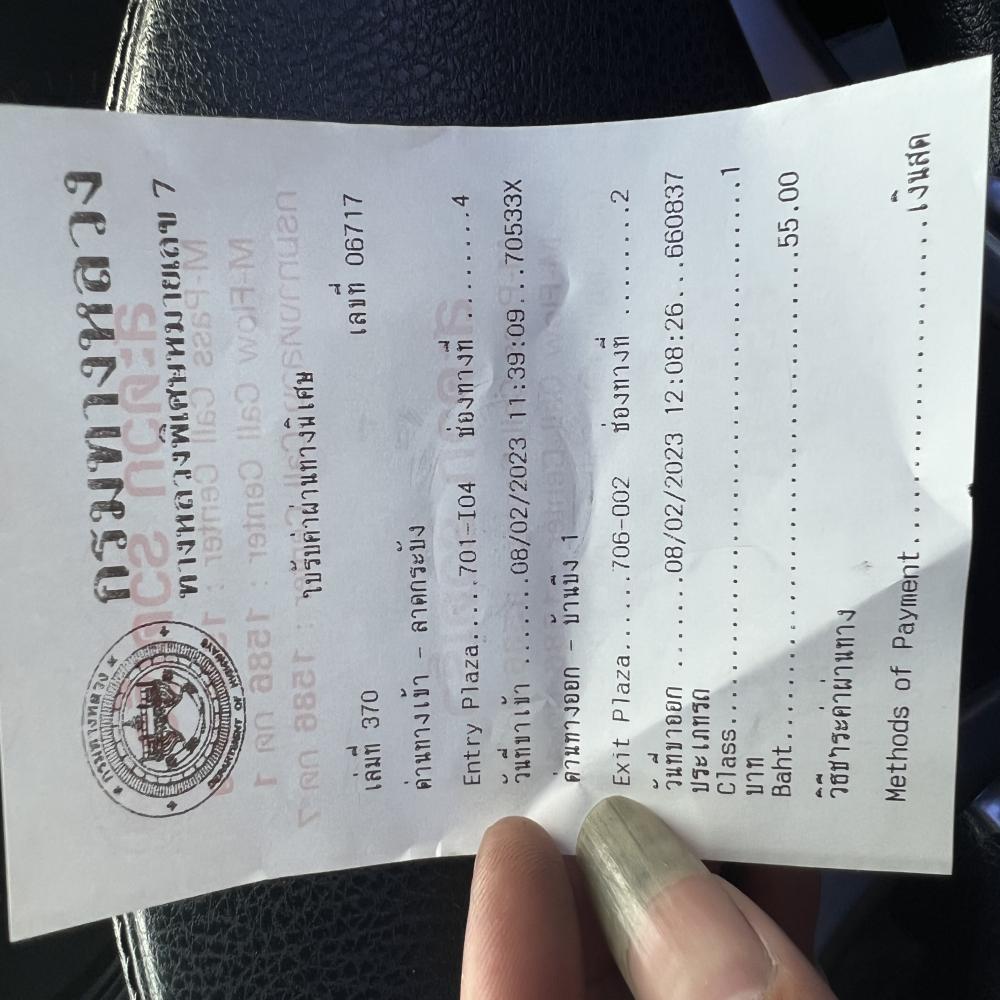 กรมทางหลวง
ทางหลวงพิเศษหมายเลข 7
ใบรับค่าผ่านทางพิเศษ
เล่มที่ 370 เลขที่ 06717
ด่านทางเข้า - ลาดกระบัง
Entry Plaza.....701-I04 ช่องทางที่ .......4
วันที่ขาเข้า .......08/02/2023 11:39:09...70533X
ด่านทางออก - บ้านบึง 1
Exit Plaza......706-002 ช่องทางที่ .......2
วันที่ขาออก .......08/02/2023 12:08:26...660837
ประเภทรถ
Class...........................................1
บาท
Baht........................................55.00
วิธีชำระค่าผ่านทาง
Methods of Payment..........................เงินสด